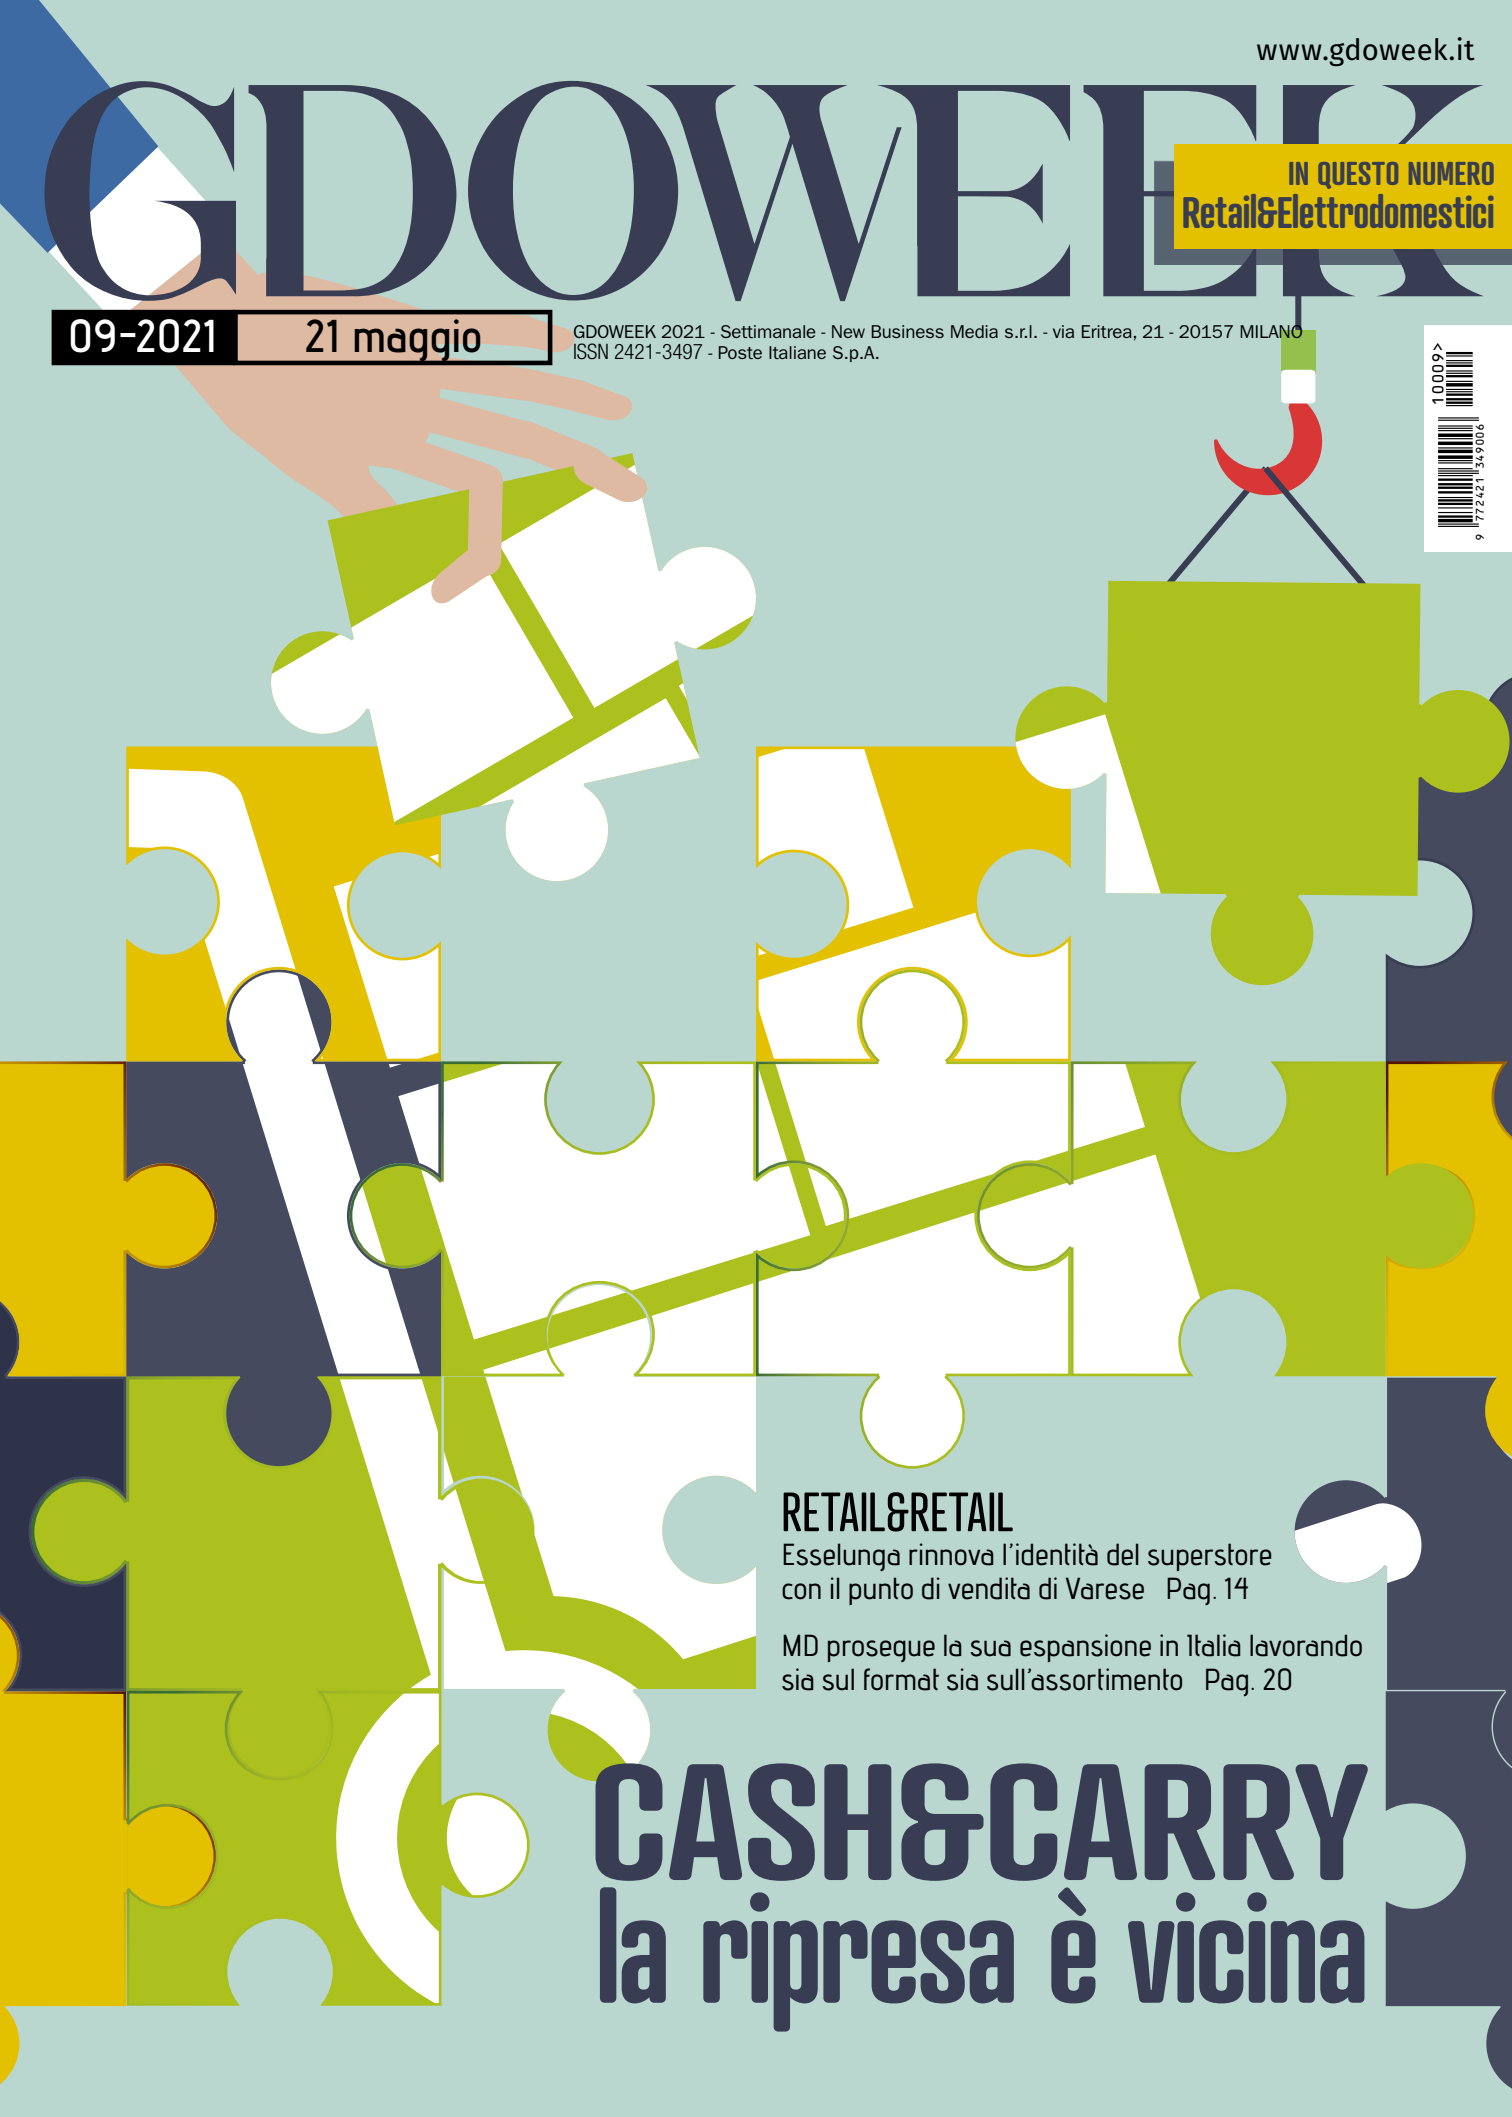 www.gdoweek.it
GDOWEEK
IN QUESTO NUMERO
Retail&Elettrodomestici
09-2021
21 maggio
GDOWEEK 2021 - Settimanale - New Business Media s.r.l. - via Eritrea, 21 - 20157 MILANO
ISSN 2421-3497 - Poste Italiane S.p.A.
10009>
9 772421 349006
RETAIL&RETAIL
Esselunga rinnova l'identità del superstore
con il punto di vendita di Varese Pag. 14
MD prosegue la sua espansione in Italia lavorando
sia sul format sia sull'assortimento Pag. 20
CASH&CARRY
la ripresa è vicina